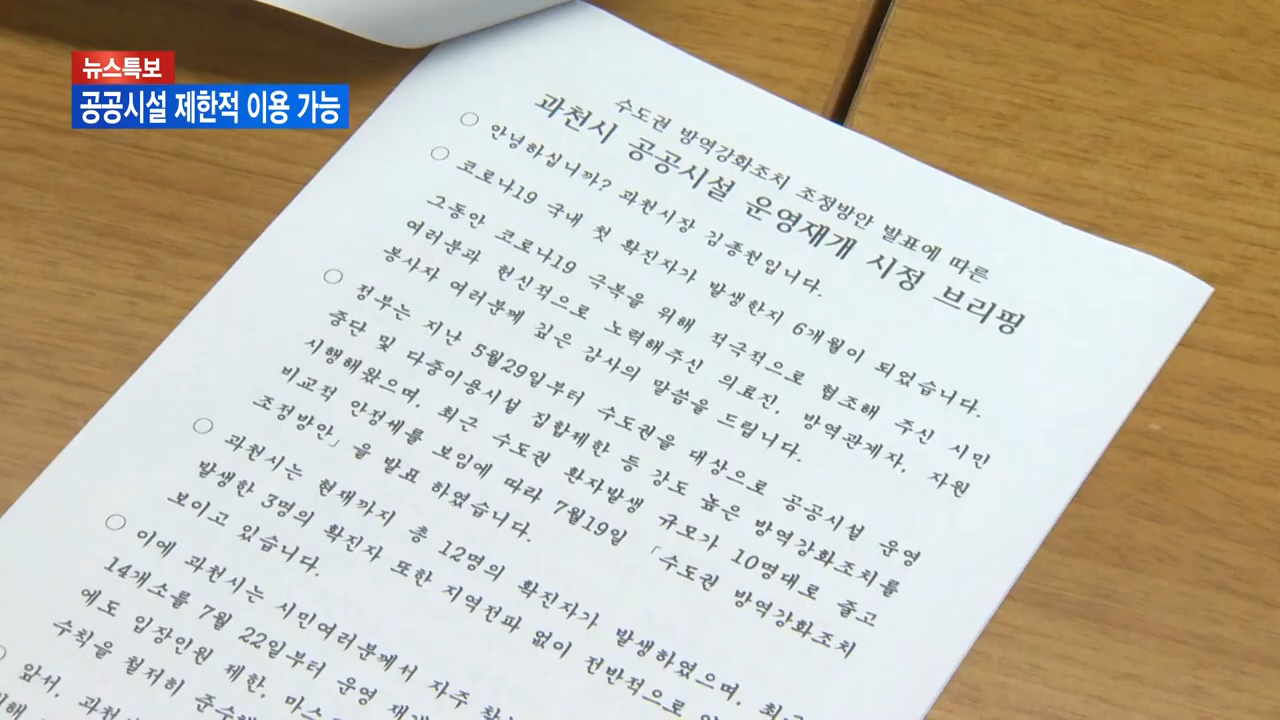 뉴스특보
공공시설 제한적 이용 가능
수도권 방역강화조치 조정방안 발표에 따른
과천시 공공시설 운영재개 시정 브리핑
○ 안녕하십니까? 과천시장 김종천입니다.
○ 코로나19 국내 첫 확진자가 발생한지 6개월이 되었습니다.
그동안 코로나19 극복을 위해 적극적으로 협조해 주신 시민
여러분과 헌신적으로 노력해주신 의료진, 방역관계자, 자원
봉사자 여러분께 깊은 감사의 말씀을 드립니다.
○ 정부는 지난 5월29일부터 수도권을 대상으로 공공시설 운영
중단 및 다중이용시설 집합제한 등 강도 높은 방역강화조치를
시행해왔으며, 최근 수도권 환자발생 규모가 10명대로 줄고
비교적 안정세를 보임에 따라 7월19일 「수도권 방역강화조치
조정방안」을 발표 하였습니다.
○ 과천시는 현재까지 총 12명의 확진자가 발생하였으며, 최근
발생한 3명의 확진자 또한 지역전파 없이 전반적으로
보이고 있습니다.
○ 이에 과천시는 시민여러분께서 자주
14개소를 7월 22일부터 운영 재개
에도 입장인원 제한, 마스
수칙을 철저히 준수해
앞서, 과천